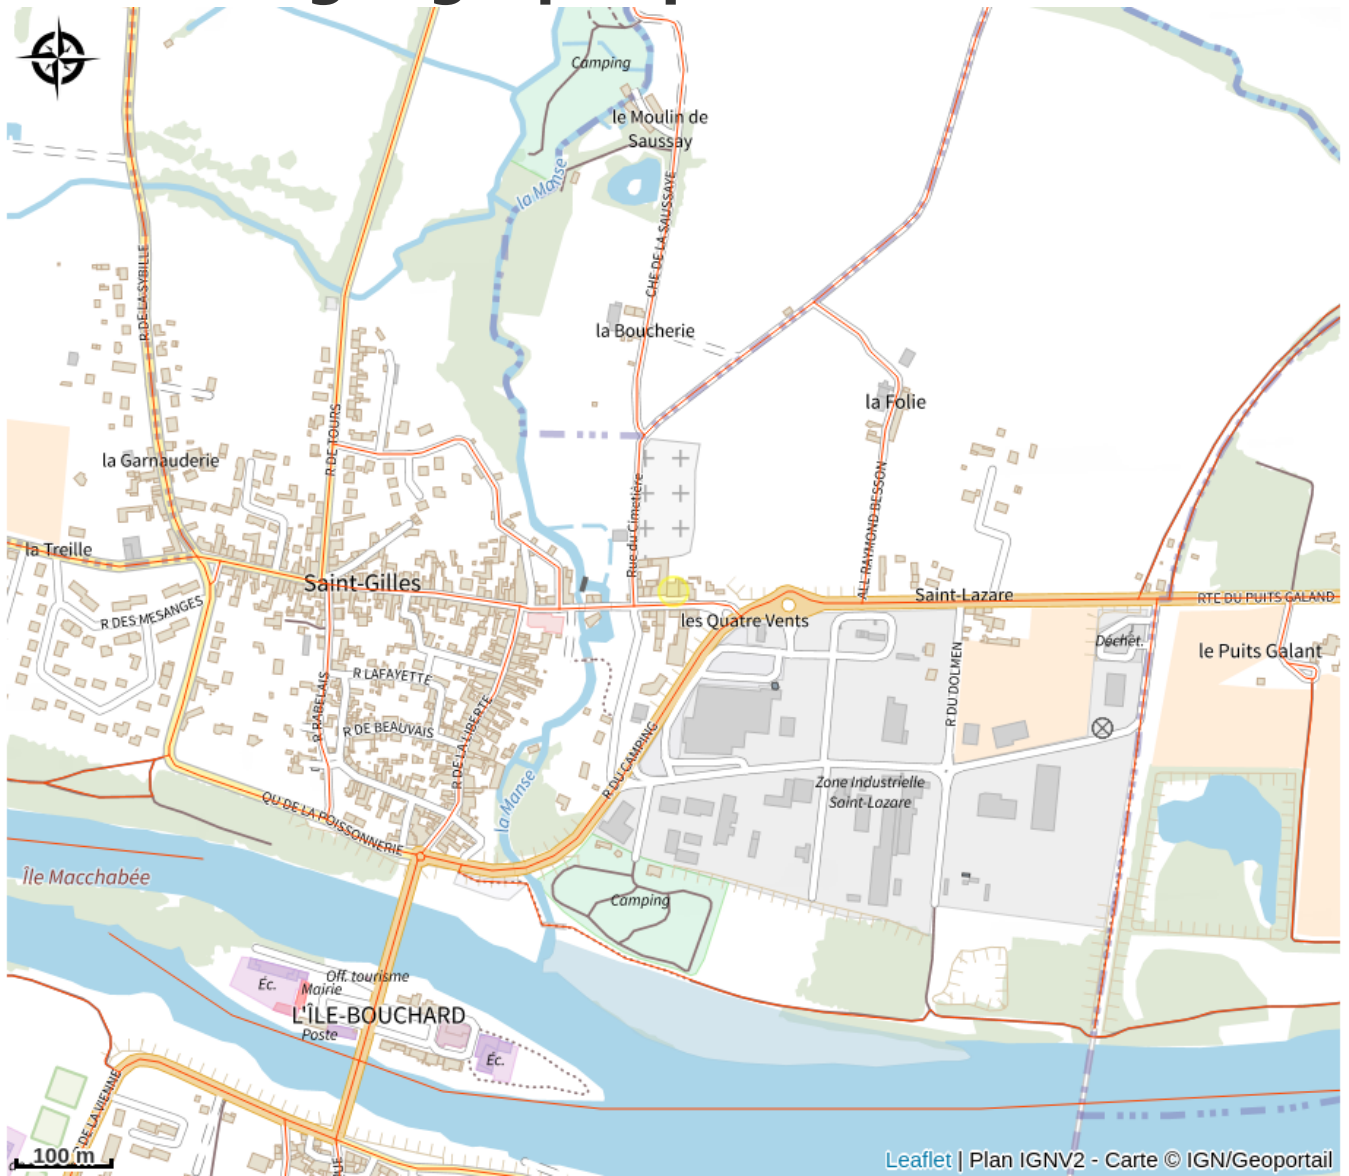 Camping
le Moulin de
Saussay
la Manse
CHE DE LA SAUSSAYE
R DE LA SYBILLE
la Boucherie
la Folie
R DE TOURS
la Garnauderie
Rue du Cimetière
ALL RAYMOND BESSON
la Treille
Saint-Gilles
Saint-Lazare
RTE DU PUITS GALAND
R DES MESANGES
les Quatre Vents
Déchet.
le Puits Galant
R LAFAYETTE
R RABELAIS
R DE BEAUVAIS
R DE LA LIBERTE
R DU DOLMEN
R DU CAMPING
Zone Industrielle
Saint-Lazare
QU DE LA POISSONNERIE
la Manse
Île Macchabée
Camping
Off. tourisme
Éc.
Mairie
L'ÎLE-BOUCHARD
Poste
Éc.
DE LA VIENNE
100 m
Leaflet | Plan IGNV2 - Carte © IGN/Geoportail